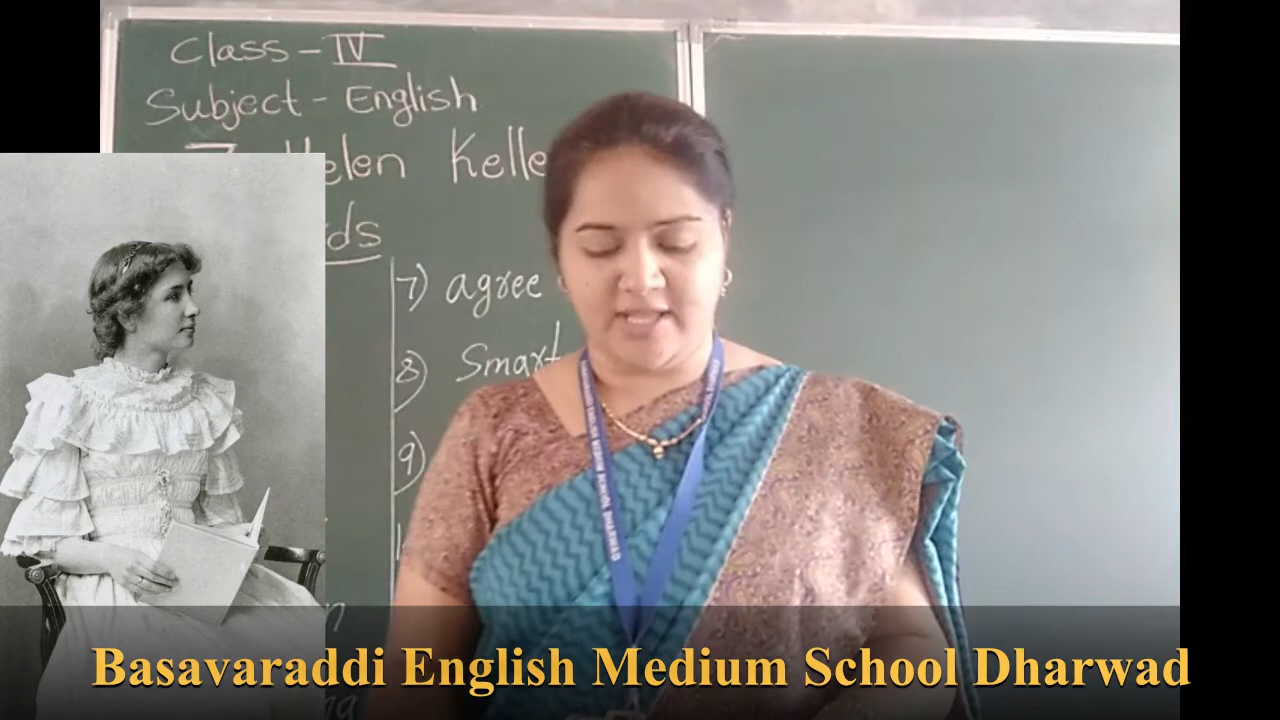 Class - IV
Subject - English
Helen Kelle
ds
7) agree
8) Smart
9)
Basavaraddi English Medium School Dharwad